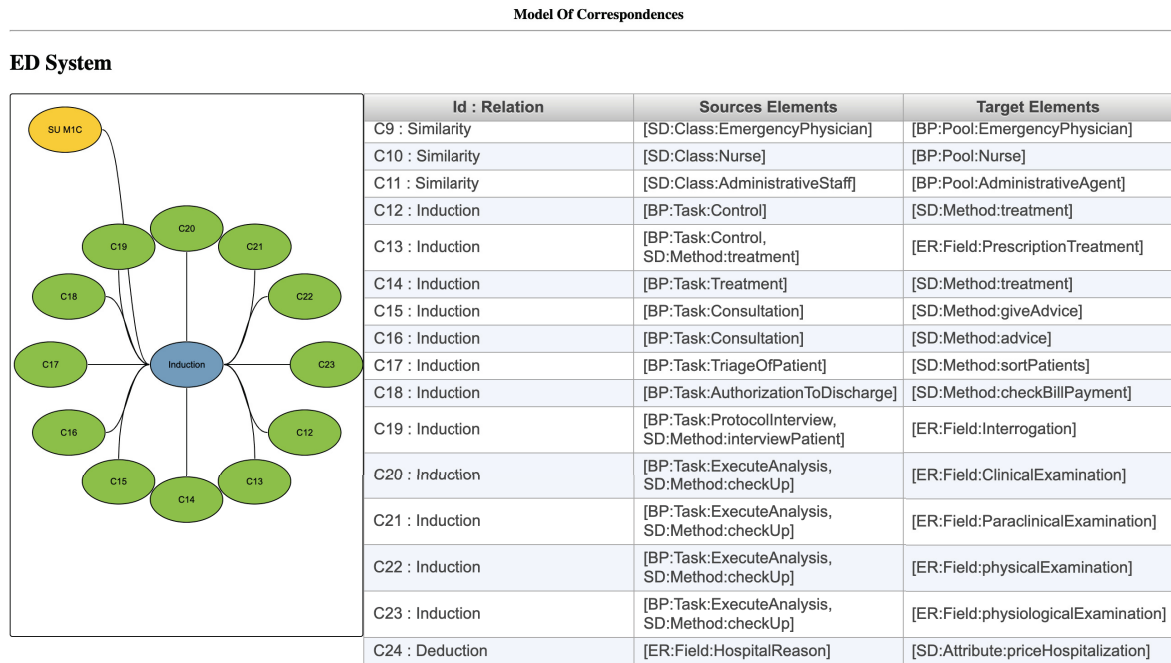 Model Of Correspondences
ED System
SU M1C
C19
C20
C21
C18
C22
C17
Induction
C23
C16
C12
C15
C14
C13
Id : Relation Sources Elements Target Elements
C9 : Similarity [SD:Class:EmergencyPhysician] [BP:Pool:EmergencyPhysician]
C10 : Similarity [SD:Class:Nurse] [BP:Pool:Nurse]
C11 : Similarity [SD:Class:AdministrativeStaff] [BP:Pool:AdministrativeAgent]
C12 : Induction [BP:Task:Control] [SD:Method:treatment]
C13 : Induction [BP:Task:Control,
SD:Method:treatment] [ER:Field:PrescriptionTreatment]
C14 : Induction [BP:Task:Treatment] [SD:Method:treatment]
C15 : Induction [BP:Task:Consultation] [SD:Method:giveAdvice]
C16 : Induction [BP:Task:Consultation] [SD:Method:advice]
C17 : Induction [BP:Task:TriageOfPatient] [SD:Method:sortPatients]
C18 : Induction [BP:Task:AuthorizationToDischarge] [SD:Method:checkBillPayment]
C19 : Induction [BP:Task:ProtocolInterview,
SD:Method:interviewPatient] [ER:Field:Interrogation]
C20 : Induction [BP:Task:ExecuteAnalysis,
SD:Method:checkUp] [ER:Field:ClinicalExamination]
C21 : Induction [BP:Task:ExecuteAnalysis,
SD:Method:checkUp] [ER:Field:ParaclinicalExamination]
C22 : Induction [BP:Task:ExecuteAnalysis,
SD:Method:checkUp] [ER:Field:physicalExamination]
C23 : Induction [BP:Task:ExecuteAnalysis,
SD:Method:checkUp] [ER:Field:physiologicalExamination]
C24 : Deduction [ER:Field:HospitalReason] [SD:Attribute:priceHospitalization]